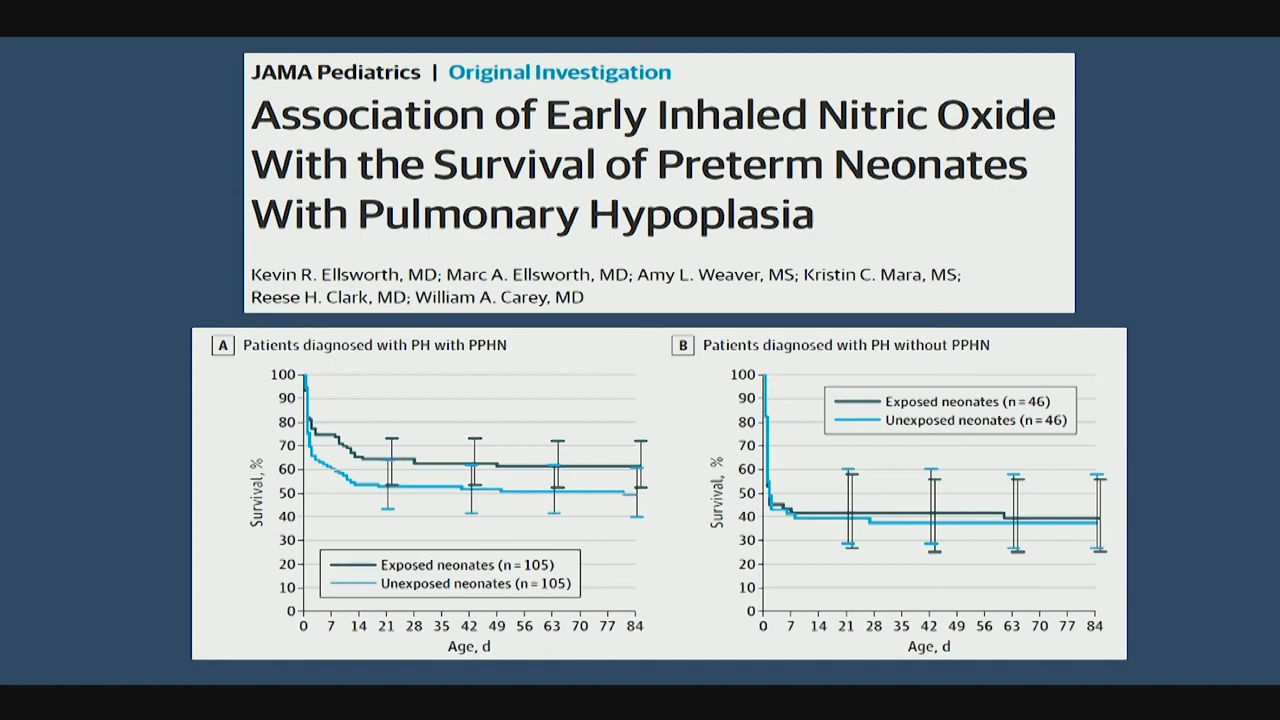 JAMA Pediatrics | Original Investigation
Association of Early Inhaled Nitric Oxide
With the Survival of Preterm Neonates
With Pulmonary Hypoplasia
Kevin R. Ellsworth, MD; Marc A. Ellsworth, MD; Amy L. Weaver, MS; Kristin C. Mara, MS;
Reese H. Clark, MD; William A. Carey, MD
A Patients diagnosed with PH with PPHN
100
90
80
70
60
50
40
30
20
10
0
Survival, %
Exposed neonates (n = 105)
Unexposed neonates (n = 105)
0 7 14 21 28 35 42 49 56 63 70 77 84
Age, d
B Patients diagnosed with PH without PPHN
100
90
80
70
60
50
40
30
20
10
0
Survival, %
Exposed neonates (n = 46)
Unexposed neonates (n = 46)
0 7 14 21 28 35 42 49 56 63 70 77 84
Age, d